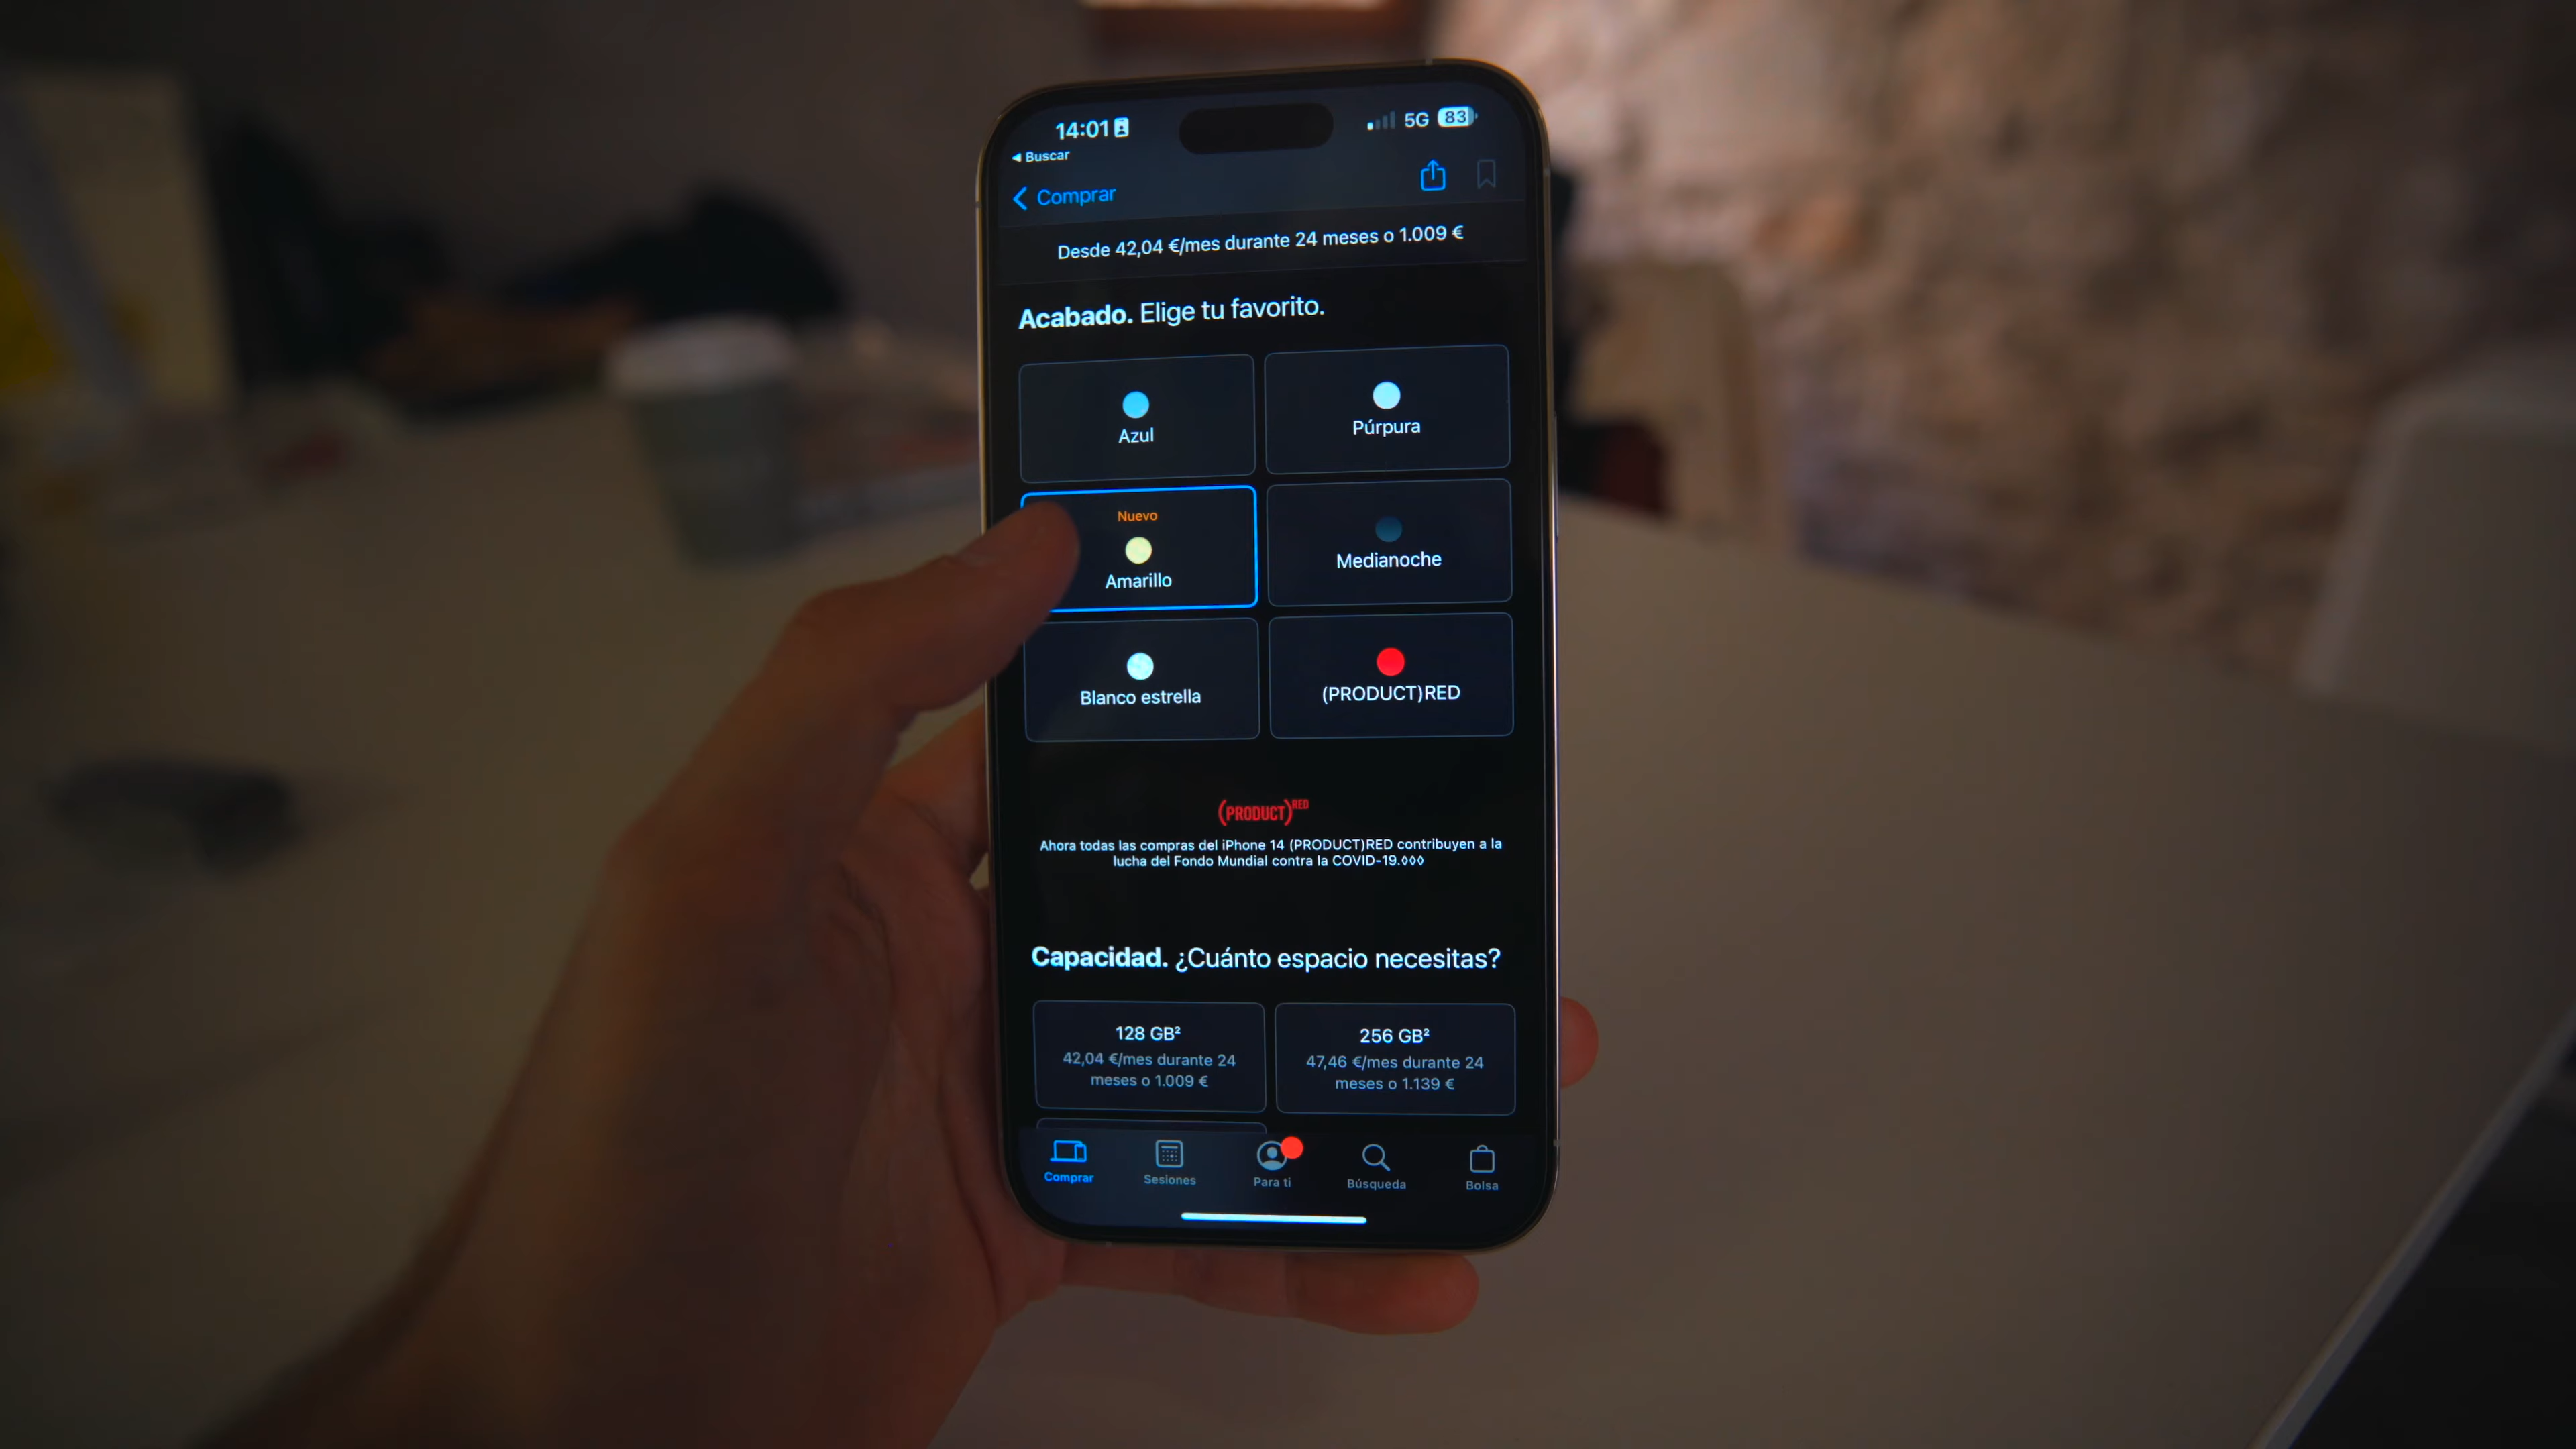 14:01
5G 83
◀ Buscar
Comprar
Desde 42,04 €/mes durante 24 meses o 1.009 €
Acabado. Elige tu favorito.
Azul
Púrpura
Nuevo
Amarillo
Medianoche
Blanco estrella
(PRODUCT)RED
(PRODUCT)RED
Ahora todas las compras del iPhone 14 (PRODUCT)RED contribuyen a la
lucha del Fondo Mundial contra la COVID-19.◊◊◊
Capacidad. ¿Cuánto espacio necesitas?
128 GB²
42,04 €/mes durante 24
meses o 1.009 €
256 GB²
47,46 €/mes durante 24
meses o 1.139 €
Comprar
Sesiones
Para ti
Búsqueda
Bolsa